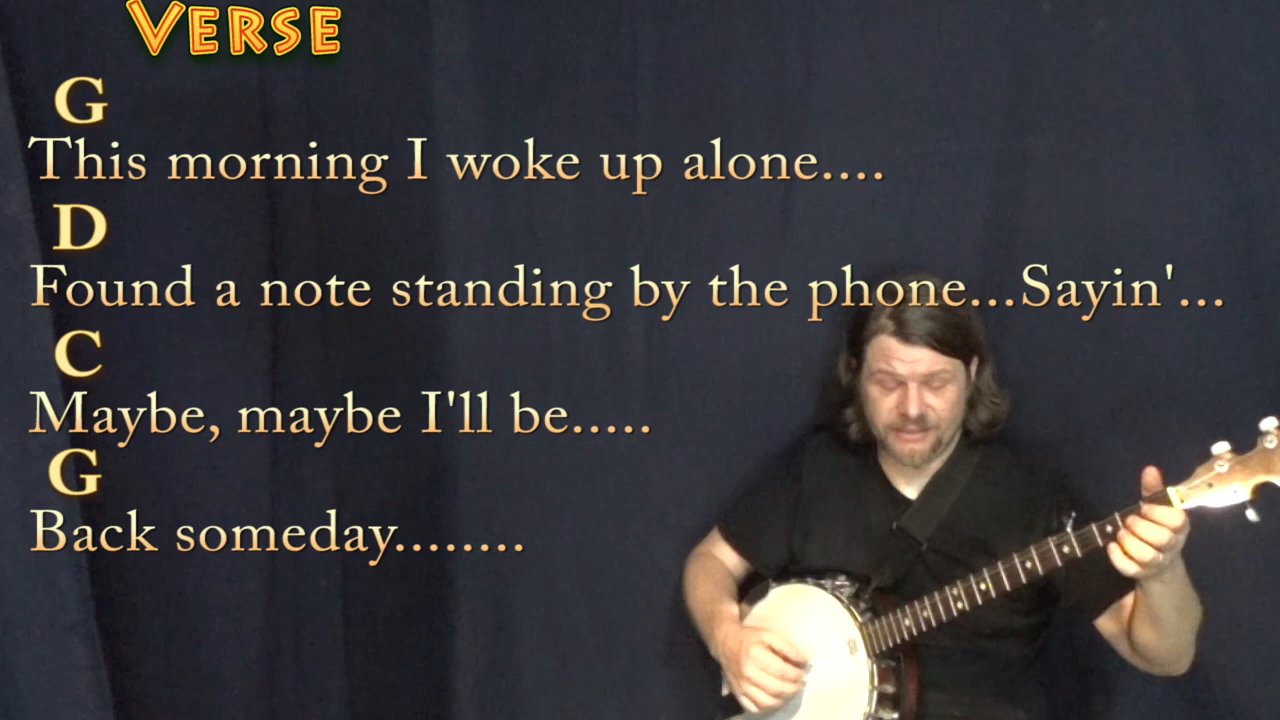 VERSE
G
This morning I woke up alone....
D
Found a note standing by the phone...Sayin'...
C
Maybe, maybe I'll be.....
G
Back someday........